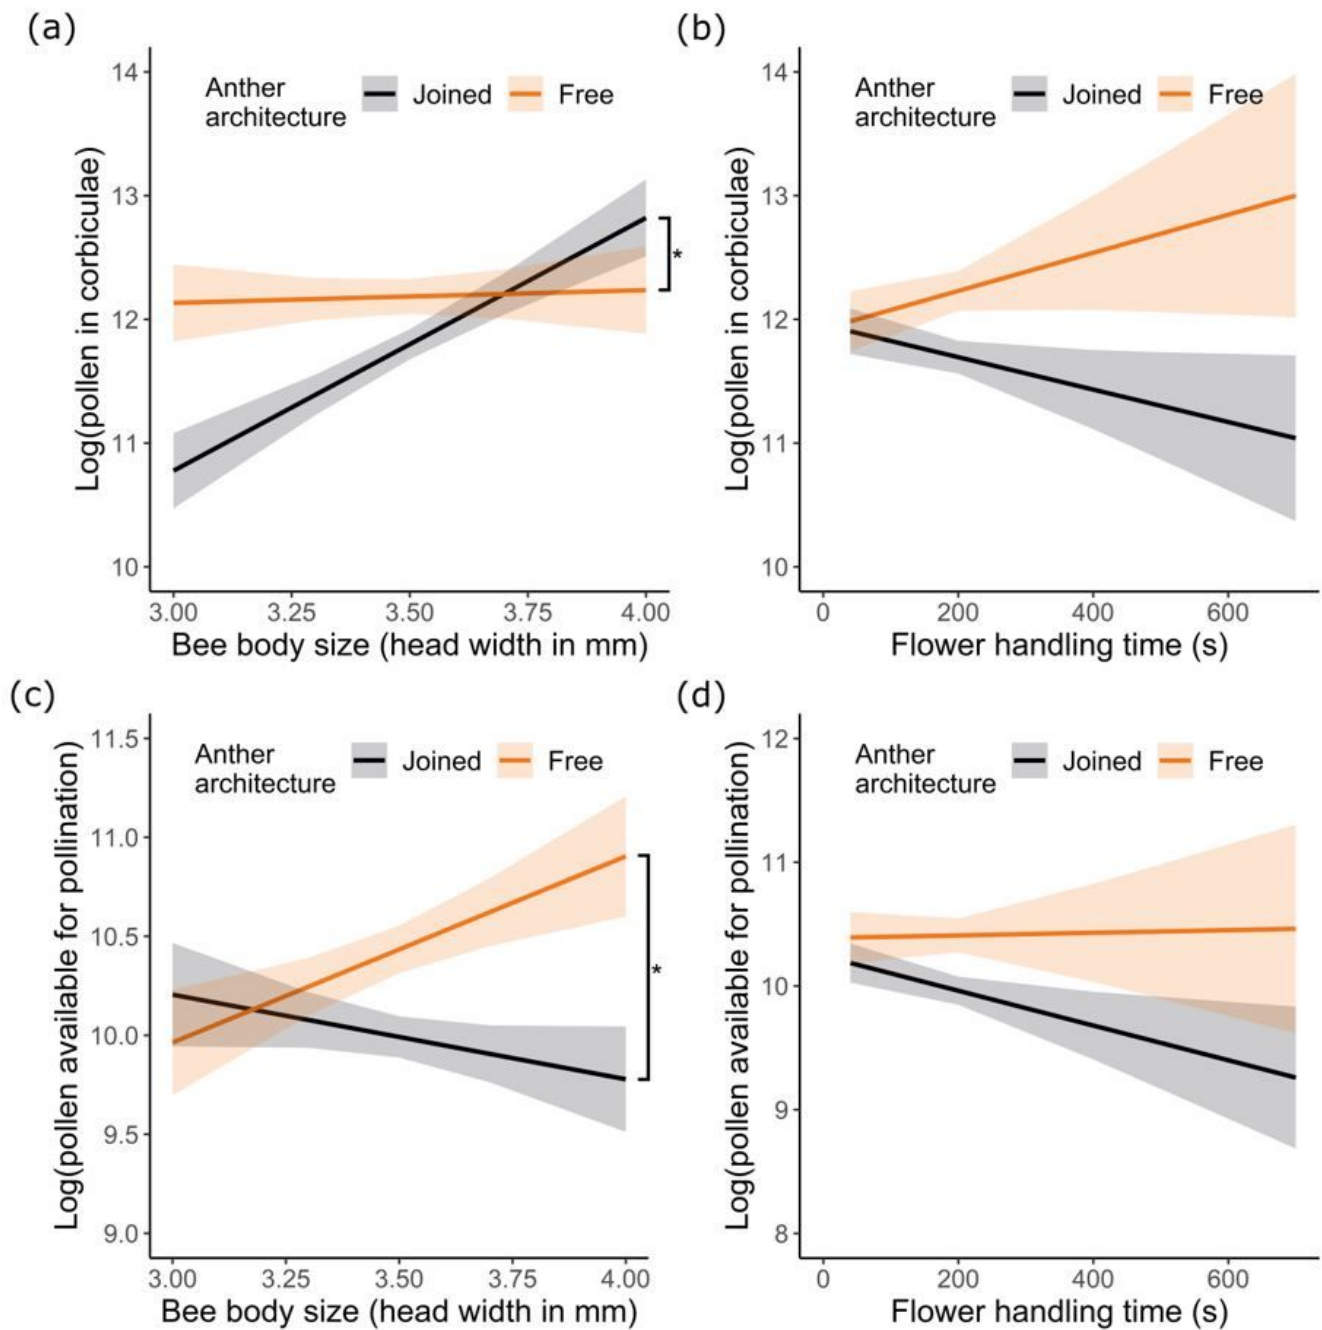 (a)
14
13
12
11
10
Log(pollen in corbiculae)
Anther
architecture
Joined
Free
*
3.00 3.25 3.50 3.75 4.00
Bee body size (head width in mm)
(b)
14
13
12
11
10
Log(pollen in corbiculae)
Anther
architecture
Joined
Free
0 200 400 600
Flower handling time (s)
(c)
11.5
11.0
10.5
10.0
9.5
9.0
Log(pollen available for pollination)
Anther
architecture
Joined
Free
*
3.00 3.25 3.50 3.75 4.00
Bee body size (head width in mm)
(d)
12
11
10
9
8
Log(pollen available for pollination)
Anther
architecture
Joined
Free
0 200 400 600
Flower handling time (s)